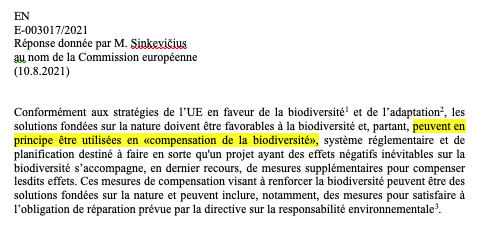 EN
E-003017/2021
Réponse donnée par M. Sinkevičius
au nom de la Commission européenne
(10.8.2021)
Conformément aux stratégies de l'UE en faveur de la biodiversité¹ et de l'adaptation², les
solutions fondées sur la nature doivent être favorables à la biodiversité et, partant, peuvent en
principe être utilisées en «compensation de la biodiversité», système réglementaire et de
planification destiné à faire en sorte qu'un projet ayant des effets négatifs inévitables sur la
biodiversité s'accompagne, en dernier recours, de mesures supplémentaires pour compenser
lesdits effets. Ces mesures de compensation visant à renforcer la biodiversité peuvent être des
solutions fondées sur la nature et peuvent inclure, notamment, des mesures pour satisfaire à
l'obligation de réparation prévue par la directive sur la responsabilité environnementale³.